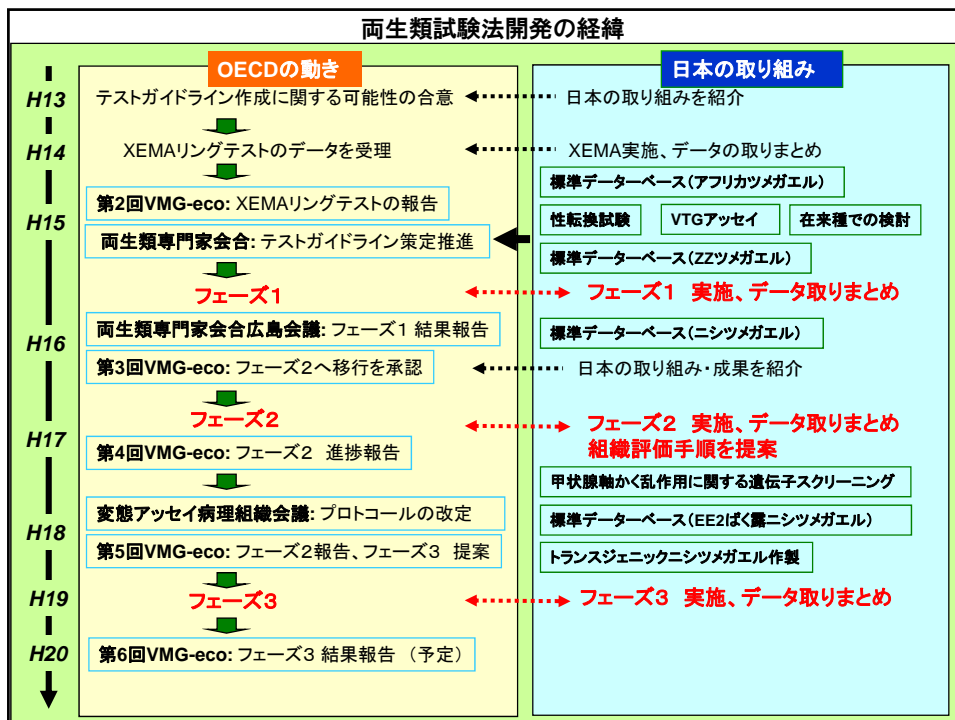 両生類試験法開発の経緯
OECDの動き
日本の取り組み
H13
テストガイドライン作成に関する可能性の合意
日本の取り組みを紹介
H14
XEMAリングテストのデータを受理
XEMA実施、データの取りまとめ
標準データーベース（アフリカツメガエル）
第2回VMG-eco: XEMAリングテストの報告
H15
性転換試験
VTGアッセイ
在来種での検討
両生類専門家会合: テストガイドライン策定推進
標準データーベース（ZZツメガエル）
フェーズ１
フェーズ１ 実施、データ取りまとめ
両生類専門家会合広島会議: フェーズ１ 結果報告
標準データーベース（ニシツメガエル）
H16
第3回VMG-eco: フェーズ２へ移行を承認
日本の取り組み・成果を紹介
フェーズ２
フェーズ２ 実施、データ取りまとめ
組織評価手順を提案
H17
第4回VMG-eco: フェーズ２ 進捗報告
甲状腺軸かく乱作用に関する遺伝子スクリーニング
変態アッセイ病理組織会議: プロトコールの改定
標準データーベース（EE2ばく露ニシツメガエル）
H18
第5回VMG-eco: フェーズ２報告、フェーズ３ 提案
トランスジェニックニシツメガエル作製
H19
フェーズ３
フェーズ３ 実施、データ取りまとめ
H20
第6回VMG-eco: フェーズ３ 結果報告 （予定）